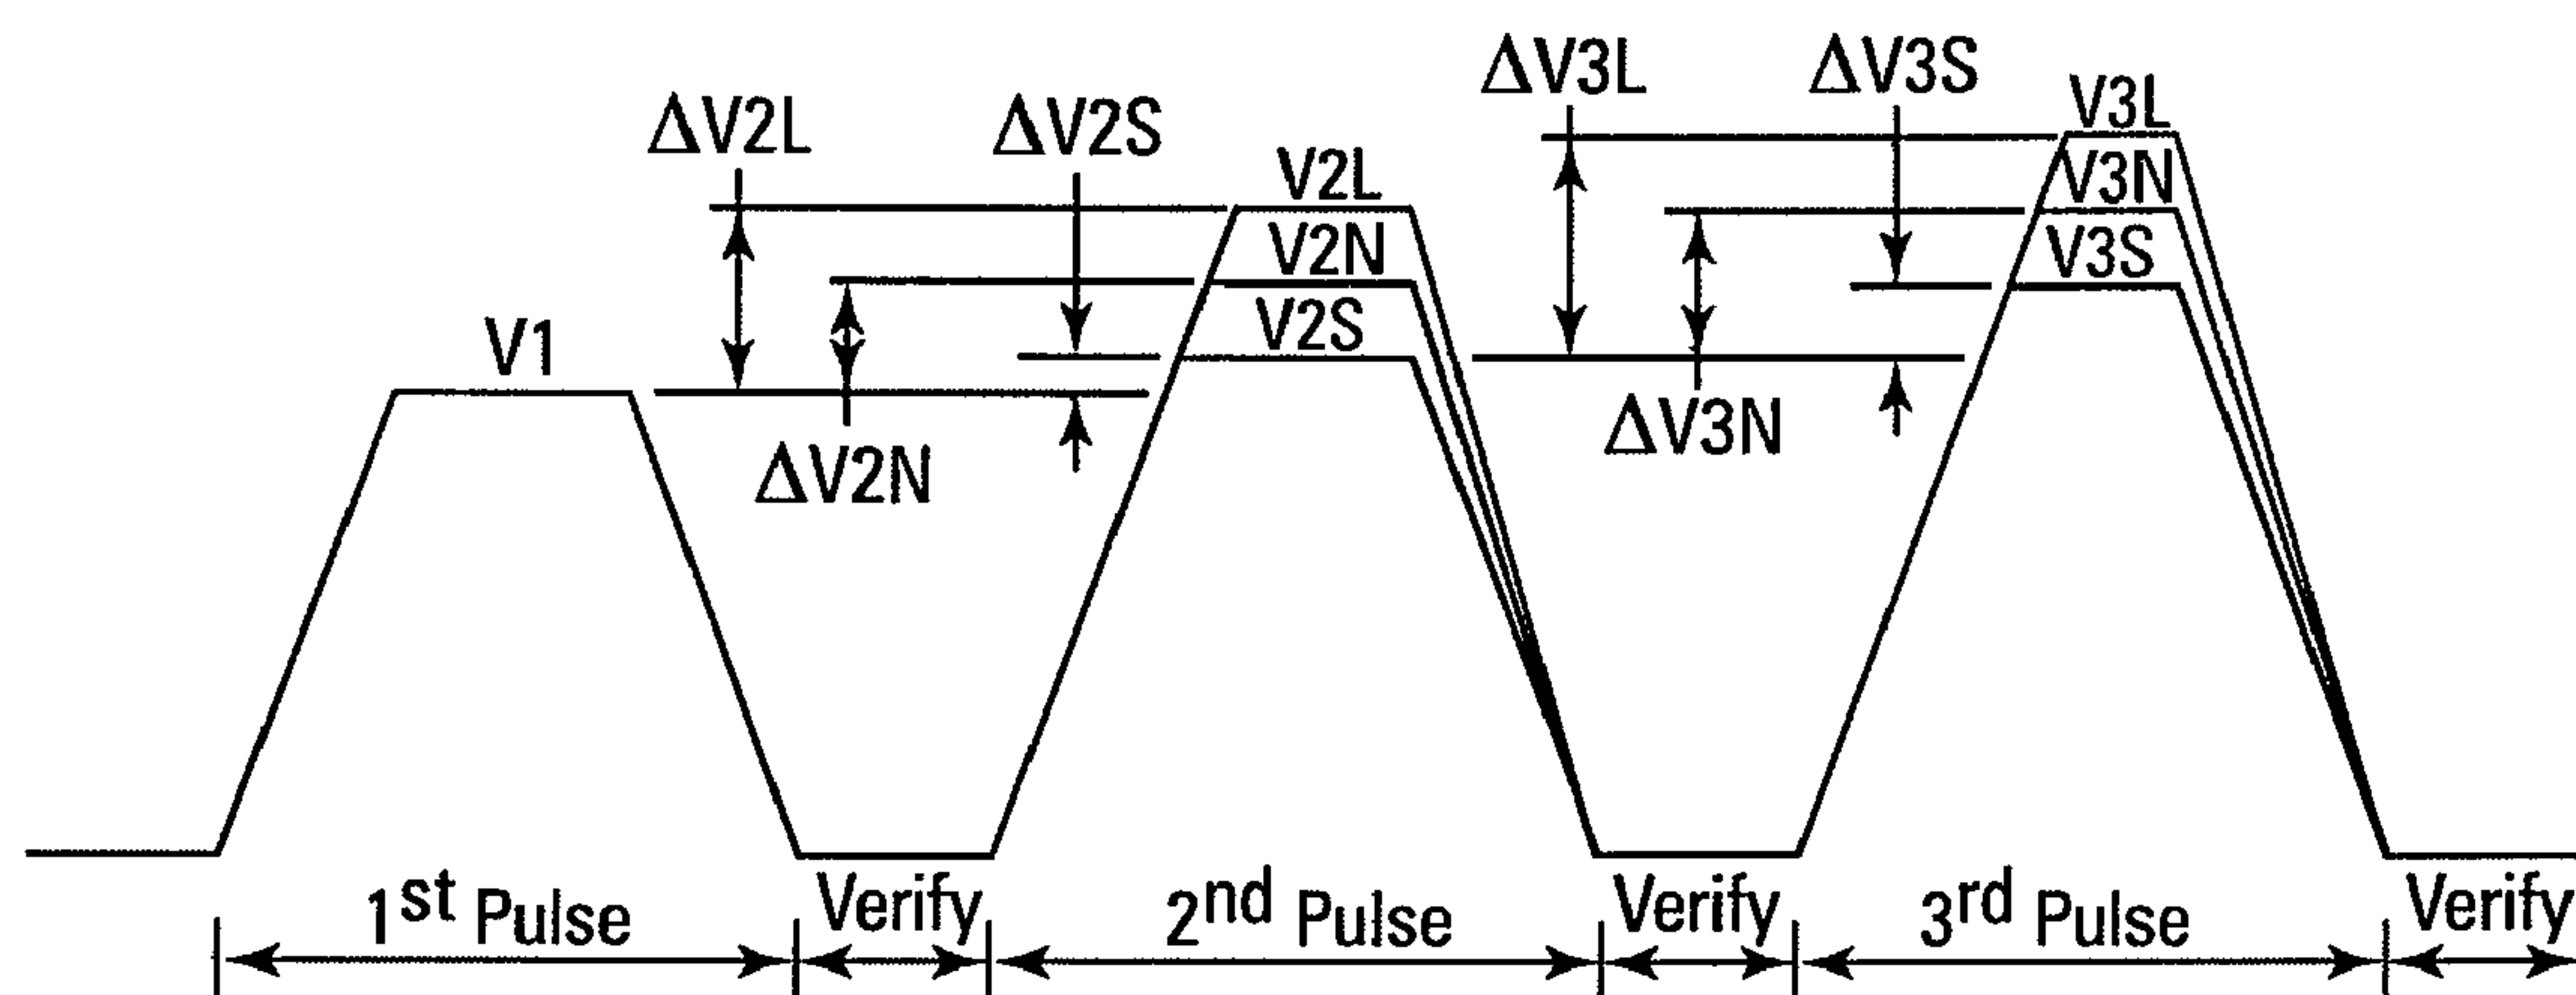 ΔV3L ΔV3S
V3L
ΔV2L ΔV2S
V2L V3N
V2N V3S
V1 V2S
ΔV3N
ΔV2N
1st Pulse Verify 2nd Pulse Verify 3rd Pulse Verify